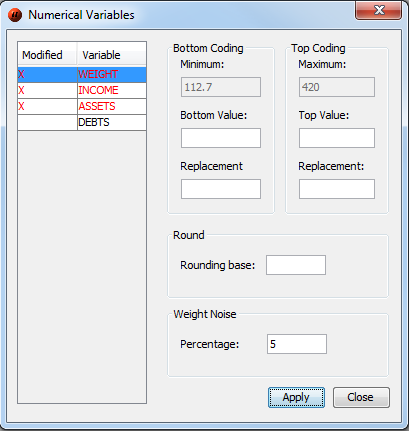 Numerical Variables
Modified Variable
X WEIGHT
X INCOME
X ASSETS
DEBTS
Bottom Coding
Minimum:
112.7
Bottom Value:
Replacement
Top Coding
Maximum:
420
Top Value:
Replacement:
Round
Rounding base:
Weight Noise
Percentage: 5
Apply Close